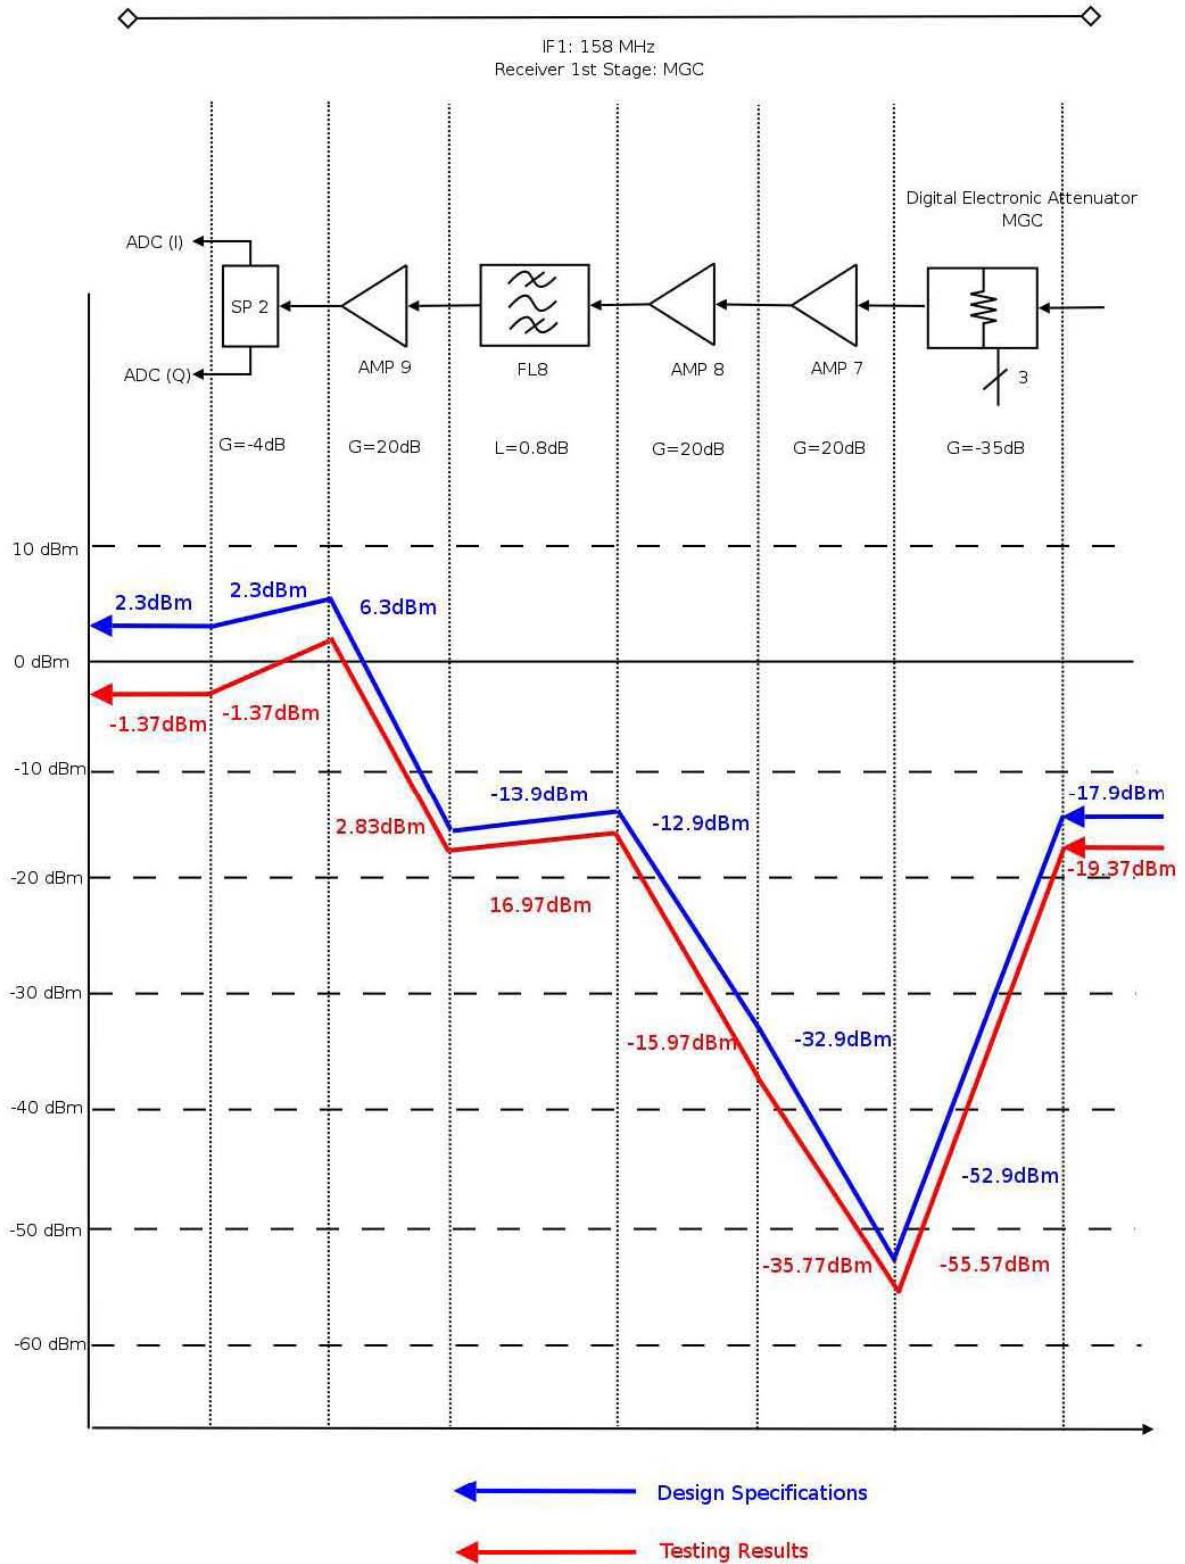 IF1: 158 MHz
Receiver 1st Stage: MGC
Digital Electronic Attenuator
MGC
ADC (I)
SP 2
ADC (Q)
AMP 9
FL8
AMP 8
AMP 7
3
G=-4dB
G=20dB
L=0.8dB
G=20dB
G=20dB
G=-35dB
10 dBm
2.3dBm
2.3dBm
6.3dBm
0 dBm
-1.37dBm
-1.37dBm
-10 dBm
-13.9dBm
-17.9dBm
2.83dBm
-12.9dBm
-20 dBm
-19.37dBm
16.97dBm
-30 dBm
-15.97dBm
-32.9dBm
-40 dBm
-52.9dBm
-50 dBm
-35.77dBm
-55.57dBm
-60 dBm
Design Specifications
Testing Results